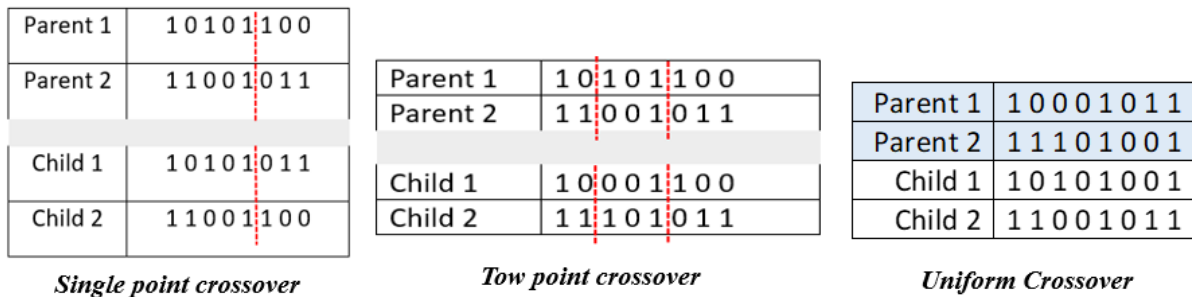 Parent 1 1 0 1 0 1 1 0 0
Parent 2 1 1 0 0 1 0 1 1
Child 1 1 0 1 0 1 0 1 1
Child 2 1 1 0 0 1 1 0 0
Single point crossover
Parent 1 1 0 1 0 1 1 0 0
Parent 2 1 1 0 0 1 0 1 1
Child 1 1 0 0 0 1 1 0 0
Child 2 1 1 1 0 1 0 1 1
Tow point crossover
Parent 1 1 0 0 0 1 0 1 1
Parent 2 1 1 1 0 1 0 0 1
Child 1 1 0 1 0 1 0 0 1
Child 2 1 1 0 0 1 0 1 1
Uniform Crossover